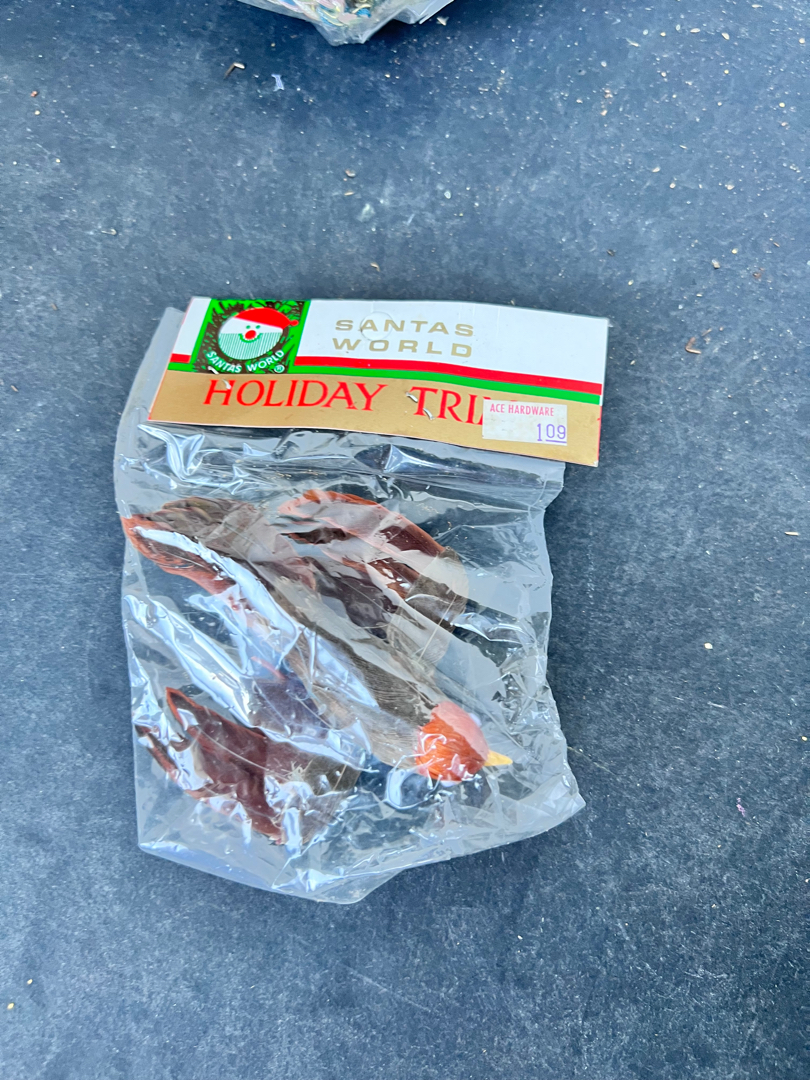 SANTAS WORLD ®
SANTAS
WORLD
HOLIDAY
ACE HARDWARE
109